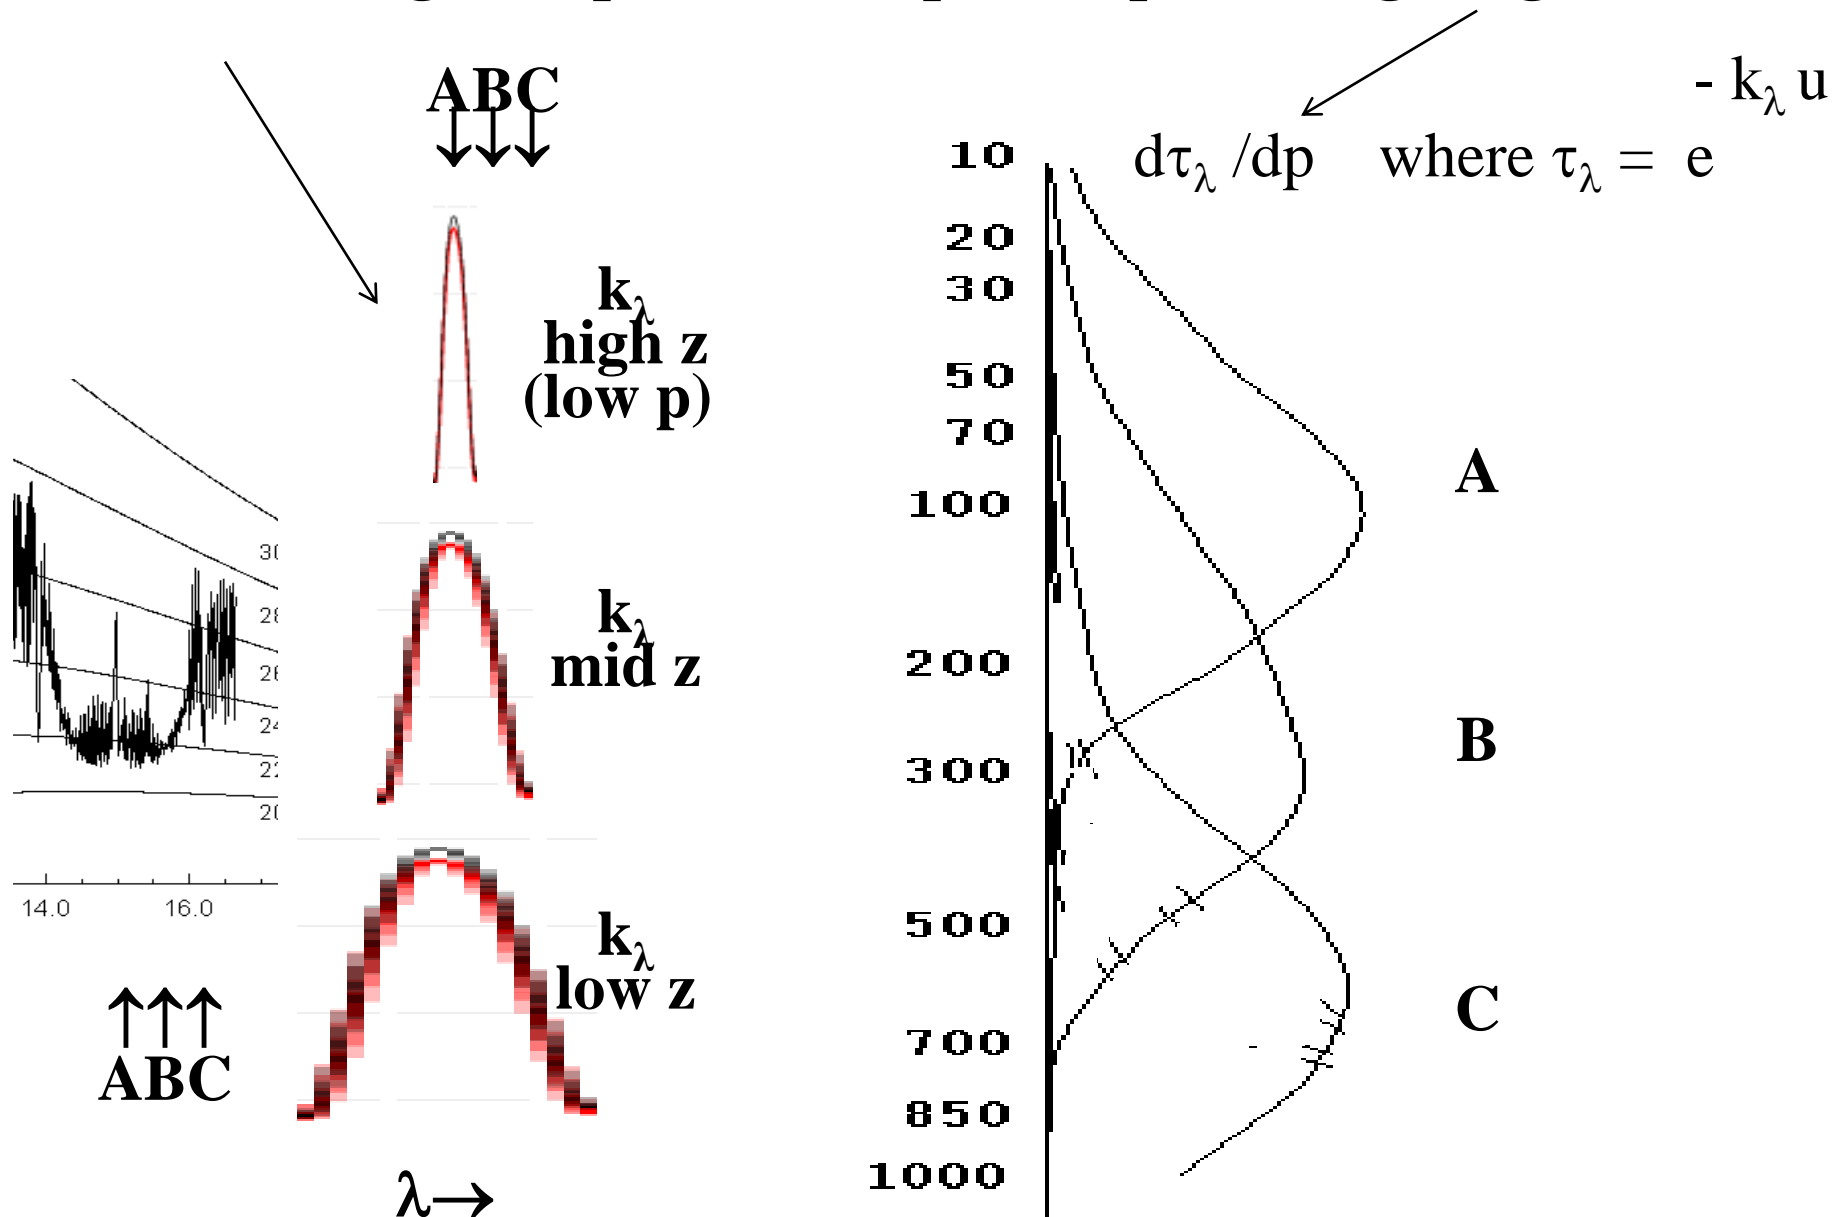 ABC
↓↓↓
kλ
high z
(low p)
kλ
mid z
kλ
low z
λ→
14.0 16.0
↑↑↑
ABC
dτλ /dp where τλ = e - kλ u
10
20
30
50
70
100
200
300
500
700
850
1000
A
B
C